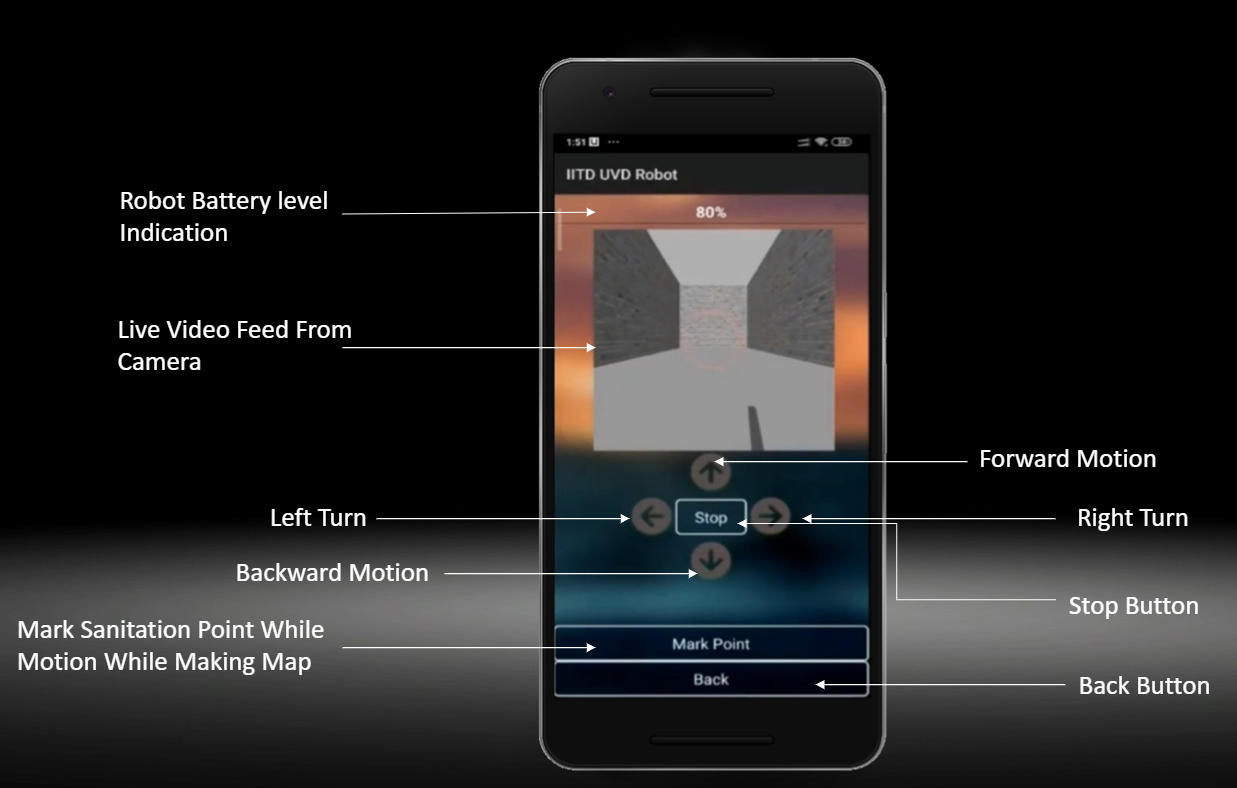 1:51
IITD UVD Robot
Robot Battery level
Indication
80%
Live Video Feed From
Camera
Forward Motion
Left Turn
Stop
Right Turn
Backward Motion
Stop Button
Mark Sanitation Point While
Motion While Making Map
Mark Point
Back
Back Button